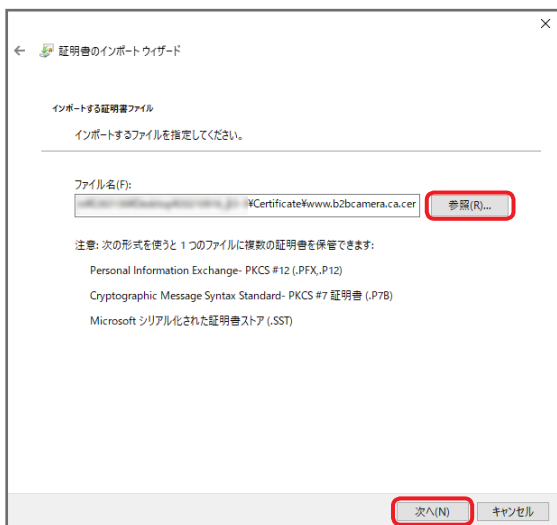 証明書のインポート ウィザード
インポートする証明書ファイル
インポートするファイルを指定してください。
ファイル名(F):
¥Certificate¥www.b2bcamera.ca.cer
参照(R)...
注意: 次の形式を使うと 1 つのファイルに複数の証明書を保管できます:
Personal Information Exchange- PKCS #12 (.PFX,.P12)
Cryptographic Message Syntax Standard- PKCS #7 証明書 (.P7B)
Microsoft シリアル化された証明書ストア (.SST)
次へ(N)
キャンセル